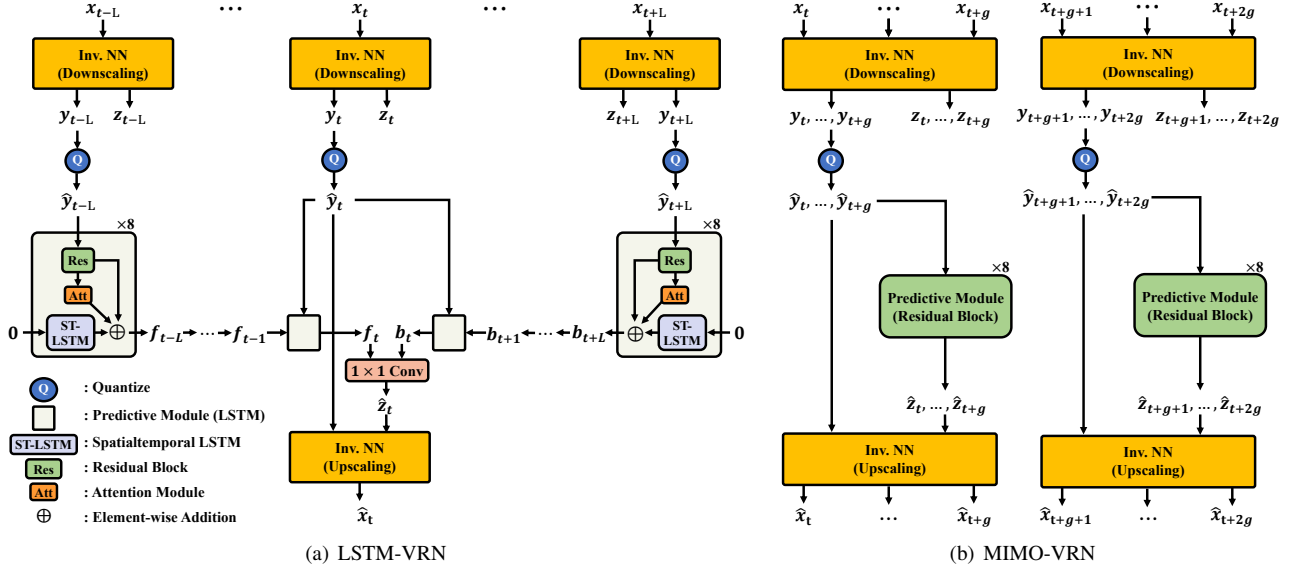 x_{t-L} ... x_t ... x_{t+L}
Inv. NN
(Downscaling)
Inv. NN
(Downscaling)
Inv. NN
(Downscaling)
y_{t-L} z_{t-L} y_t z_t z_{t+L} y_{t+L}
Q Q Q
ŷ_{t-L} ŷ_t ŷ_{t+L}
×8 ×8
Res Res
Att Att
0 ST-LSTM ⊕ f_{t-L} ... f_{t-1} f_t b_t b_{t+1} ... b_{t+L} ⊕ ST-LSTM 0
1 × 1 Conv
ẑ_t
Inv. NN
(Upscaling)
x̂_t
Q : Quantize
: Predictive Module (LSTM)
ST-LSTM : Spatialtemporal LSTM
Res : Residual Block
Att : Attention Module
⊕ : Element-wise Addition
(a) LSTM-VRN
x_t ... x_{t+g} x_{t+g+1} ... x_{t+2g}
Inv. NN
(Downscaling)
Inv. NN
(Downscaling)
y_t, ..., y_{t+g} z_t, ..., z_{t+g} y_{t+g+1}, ..., y_{t+2g} z_{t+g+1}, ..., z_{t+2g}
Q Q
ŷ_t, ..., ŷ_{t+g} ŷ_{t+g+1}, ..., ŷ_{t+2g}
×8 ×8
Predictive Module
(Residual Block)
Predictive Module
(Residual Block)
ẑ_t, ..., ẑ_{t+g} ẑ_{t+g+1}, ..., ẑ_{t+2g}
Inv. NN
(Upscaling)
Inv. NN
(Upscaling)
x̂_t ... x̂_{t+g} x̂_{t+g+1} ... x̂_{t+2g}
(b) MIMO-VRN